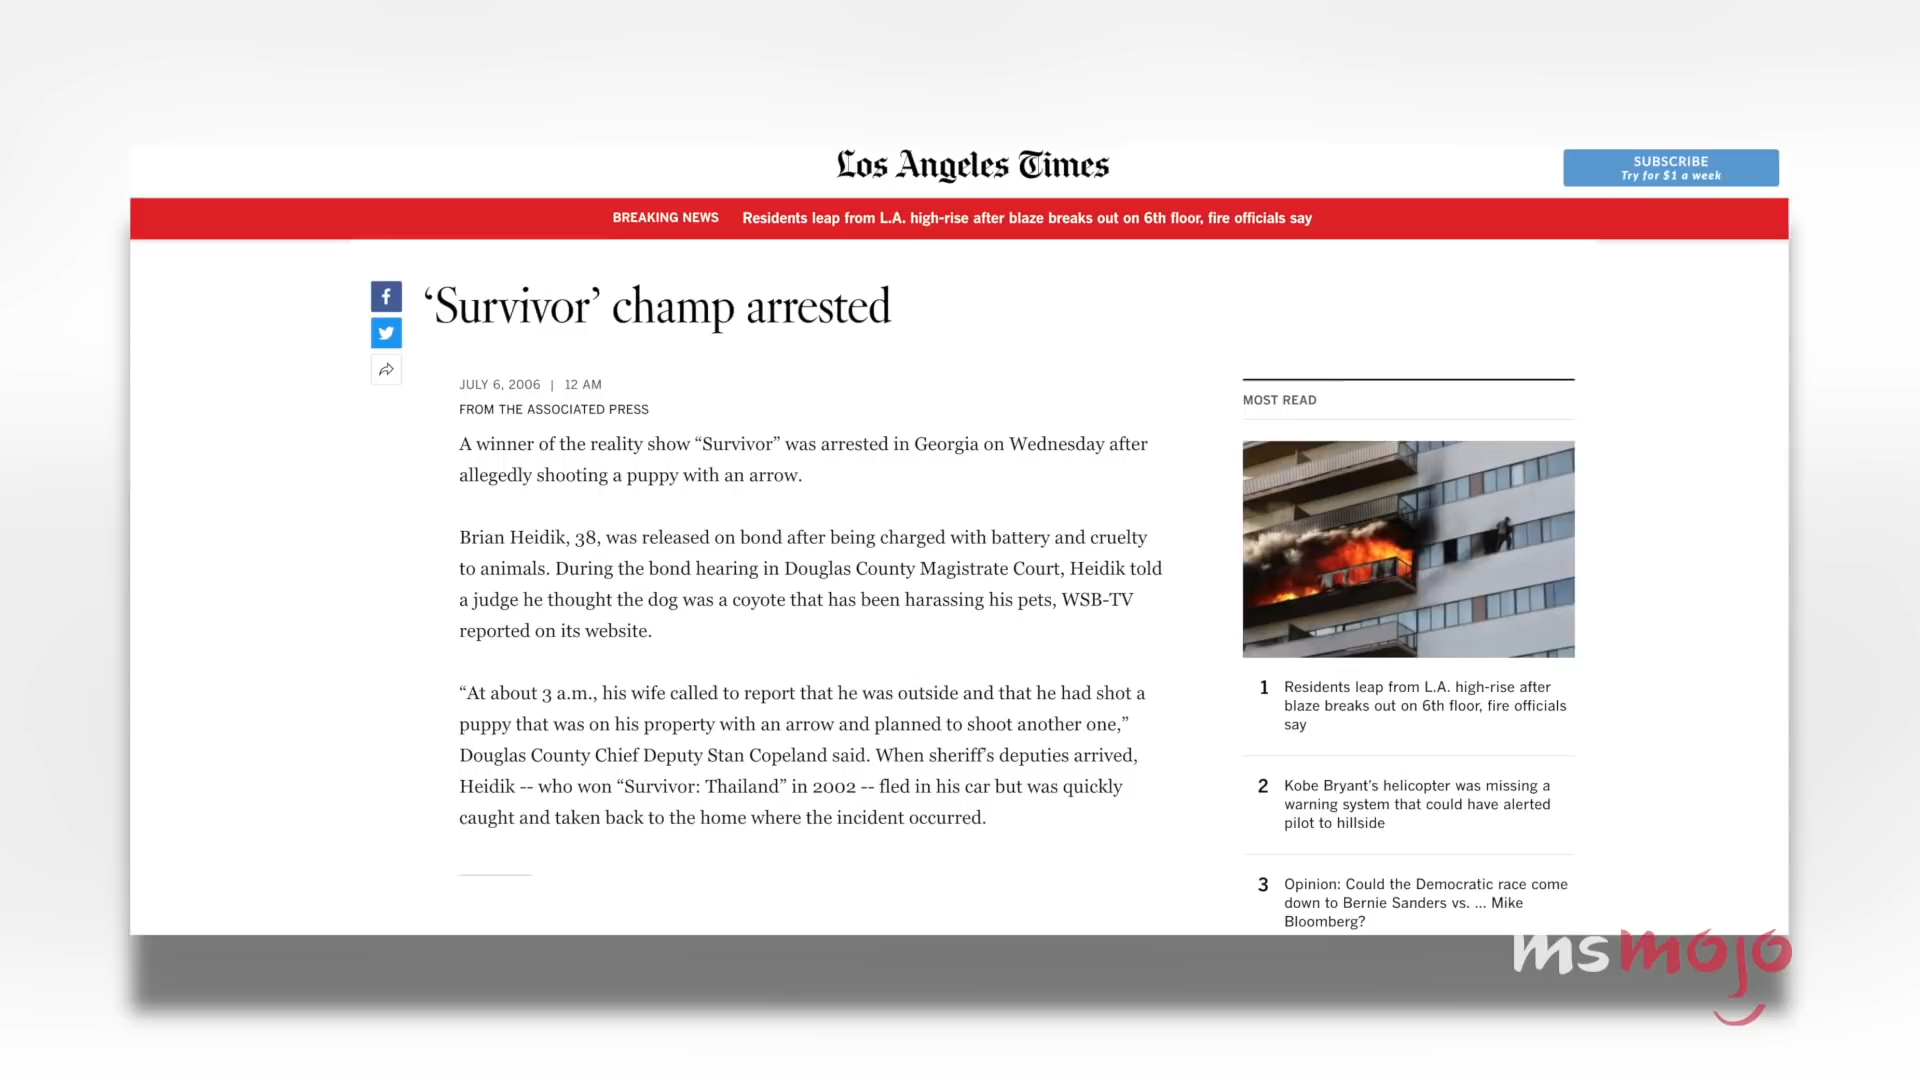 Los Angeles Times
SUBSCRIBE
Try for $1 a week
BREAKING NEWS Residents leap from L.A. high-rise after blaze breaks out on 6th floor, fire officials say
‘Survivor’ champ arrested
JULY 6, 2006 | 12 AM
FROM THE ASSOCIATED PRESS
A winner of the reality show “Survivor” was arrested in Georgia on Wednesday after
allegedly shooting a puppy with an arrow.
Brian Heidik, 38, was released on bond after being charged with battery and cruelty
to animals. During the bond hearing in Douglas County Magistrate Court, Heidik told
a judge he thought the dog was a coyote that has been harassing his pets, WSB-TV
reported on its website.
“At about 3 a.m., his wife called to report that he was outside and that he had shot a
puppy that was on his property with an arrow and planned to shoot another one,”
Douglas County Chief Deputy Stan Copeland said. When sheriff’s deputies arrived,
Heidik -- who won “Survivor: Thailand” in 2002 -- fled in his car but was quickly
caught and taken back to the home where the incident occurred.
MOST READ
1 Residents leap from L.A. high-rise after
blaze breaks out on 6th floor, fire officials
say
2 Kobe Bryant’s helicopter was missing a
warning system that could have alerted
pilot to hillside
3 Opinion: Could the Democratic race come
down to Bernie Sanders vs. ... Mike
Bloomberg?
msmojo